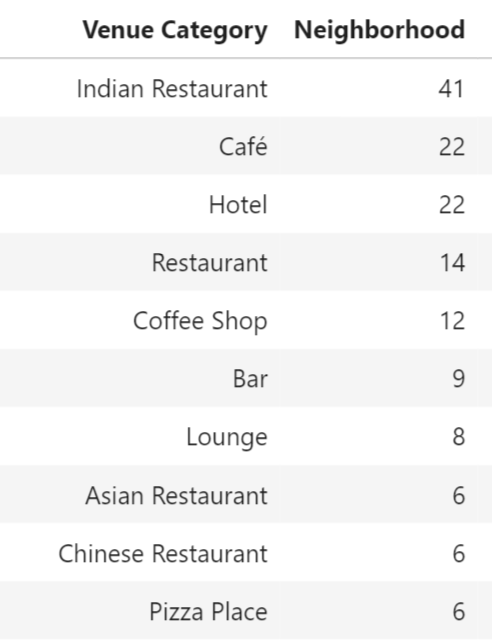 Venue Category Neighborhood
Indian Restaurant 41
Café 22
Hotel 22
Restaurant 14
Coffee Shop 12
Bar 9
Lounge 8
Asian Restaurant 6
Chinese Restaurant 6
Pizza Place 6